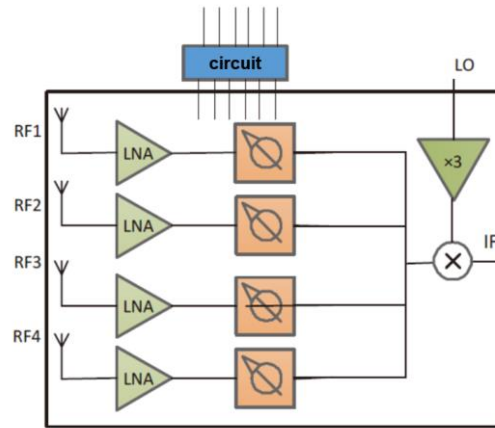 circuit
LO
RF1
LNA
×3
RF2
LNA
IF
RF3
LNA
RF4
LNA